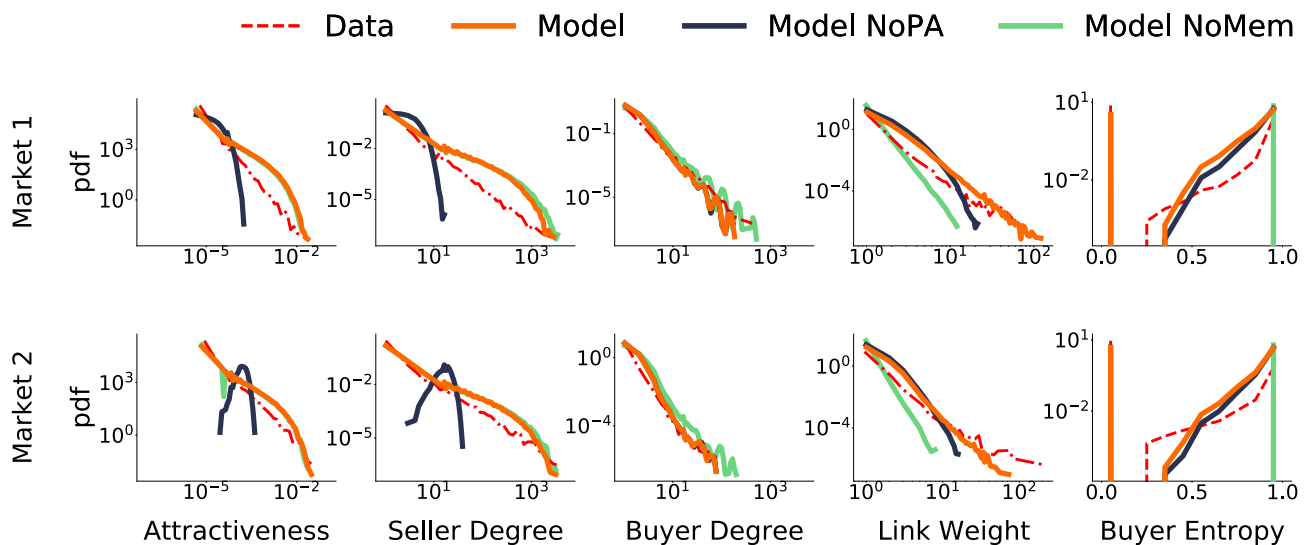 Data Model Model NoPA Model NoMem
Market 1
pdf
10³
10⁰
10⁻⁵ 10⁻²
10⁻²
10⁻⁵
10¹ 10³
10⁻¹
10⁻⁵
10¹ 10³
10⁰
10⁻⁴
10⁰ 10¹ 10²
10¹
10⁻²
0.0 0.5 1.0
Market 2
pdf
10³
10⁰
10⁻⁵ 10⁻²
10⁻²
10⁻⁵
10¹ 10³
10⁰
10⁻⁴
10¹ 10³
10⁰
10⁻⁴
10⁰ 10¹ 10²
10¹
10⁻²
0.0 0.5 1.0
Attractiveness Seller Degree Buyer Degree Link Weight Buyer Entropy